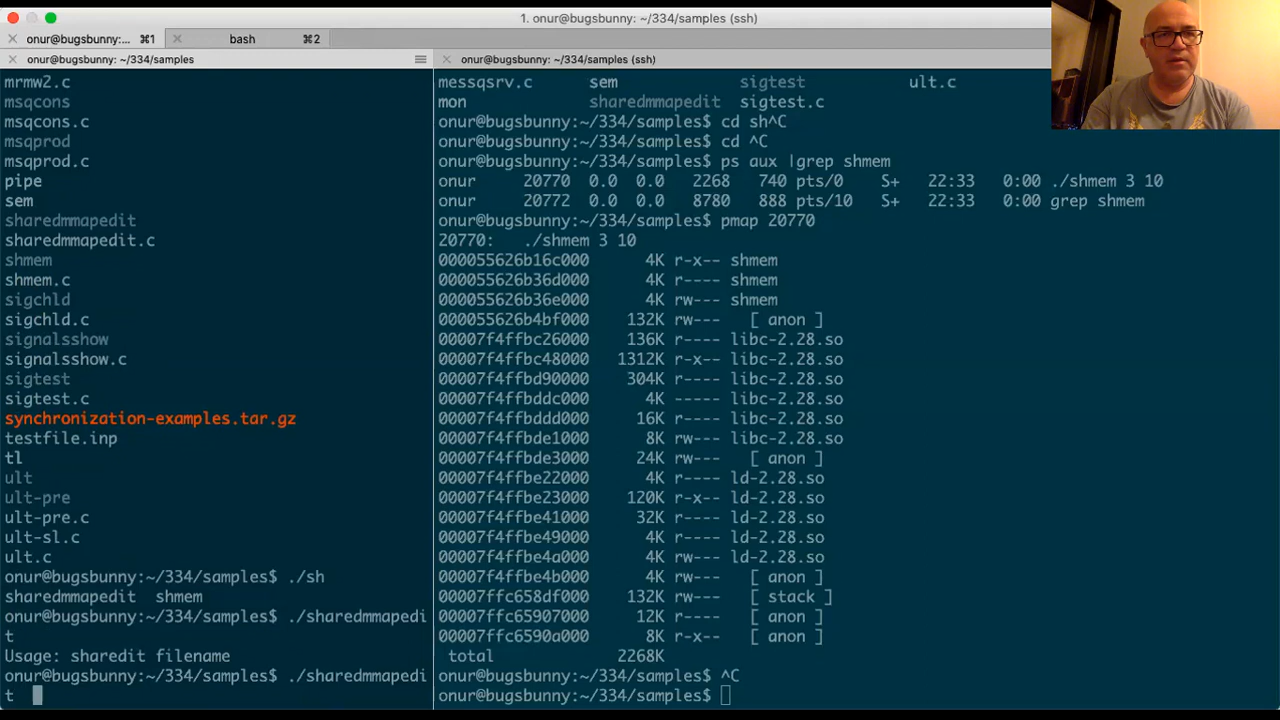 1. onur@bugsbunny: ~/334/samples (ssh)
onur@bugsbunny:... ⌘1
bash ⌘2
onur@bugsbunny: ~/334/samples
mrmw2.c
msqcons
msqcons.c
msqprod
msqprod.c
pipe
sem
sharedmmapedit
sharedmmapedit.c
shmem
shmem.c
sigchld
sigchld.c
signalsshow
signalsshow.c
sigtest
sigtest.c
synchronization-examples.tar.gz
testfile.inp
tl
ult
ult-pre
ult-pre.c
ult-sl.c
ult.c
onur@bugsbunny:~/334/samples$ ./sh
sharedmmapedit  shmem
onur@bugsbunny:~/334/samples$ ./sharedmmapedi
t
Usage: sharedit filename
onur@bugsbunny:~/334/samples$ ./sharedmmapedi
t
onur@bugsbunny: ~/334/samples (ssh)
messqsrv.c sem sigtest ult.c
mon sharedmmapedit sigtest.c
onur@bugsbunny:~/334/samples$ cd sh^C
onur@bugsbunny:~/334/samples$ cd ^C
onur@bugsbunny:~/334/samples$ ps aux |grep shmem
onur 20770 0.0 0.0 2268 740 pts/0 S+ 22:33 0:00 ./shmem 3 10
onur 20772 0.0 0.0 8780 888 pts/10 S+ 22:33 0:00 grep shmem
onur@bugsbunny:~/334/samples$ pmap 20770
20770: ./shmem 3 10
000055626b16c000 4K r-x-- shmem
000055626b36d000 4K r---- shmem
000055626b36e000 4K rw--- shmem
000055626b4bf000 132K rw--- [ anon ]
00007f4ffbc26000 136K r---- libc-2.28.so
00007f4ffbc48000 1312K r-x-- libc-2.28.so
00007f4ffbd90000 304K r---- libc-2.28.so
00007f4ffbddc000 4K ----- libc-2.28.so
00007f4ffbddd000 16K r---- libc-2.28.so
00007f4ffbde1000 8K rw--- libc-2.28.so
00007f4ffbde3000 24K rw--- [ anon ]
00007f4ffbe22000 4K r---- ld-2.28.so
00007f4ffbe23000 120K r-x-- ld-2.28.so
00007f4ffbe41000 32K r---- ld-2.28.so
00007f4ffbe49000 4K r---- ld-2.28.so
00007f4ffbe4a000 4K rw--- ld-2.28.so
00007f4ffbe4b000 4K rw--- [ anon ]
00007ffc658df000 132K rw--- [ stack ]
00007ffc65907000 12K r---- [ anon ]
00007ffc6590a000 8K r-x-- [ anon ]
total 2268K
onur@bugsbunny:~/334/samples$ ^C
onur@bugsbunny:~/334/samples$